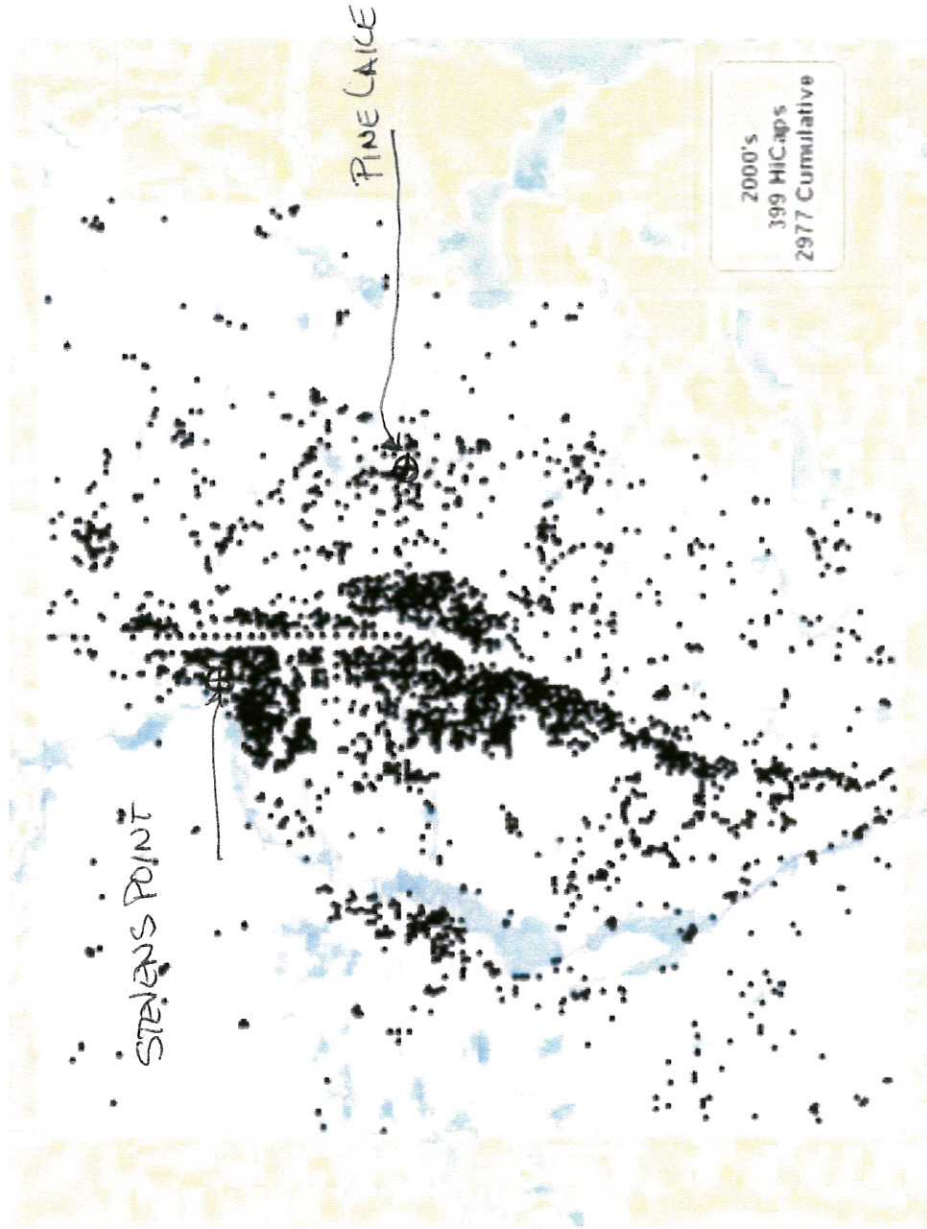 STEVENS POINT
PINE LAKE
2000's
399 HiCaps
2977 Cumulative